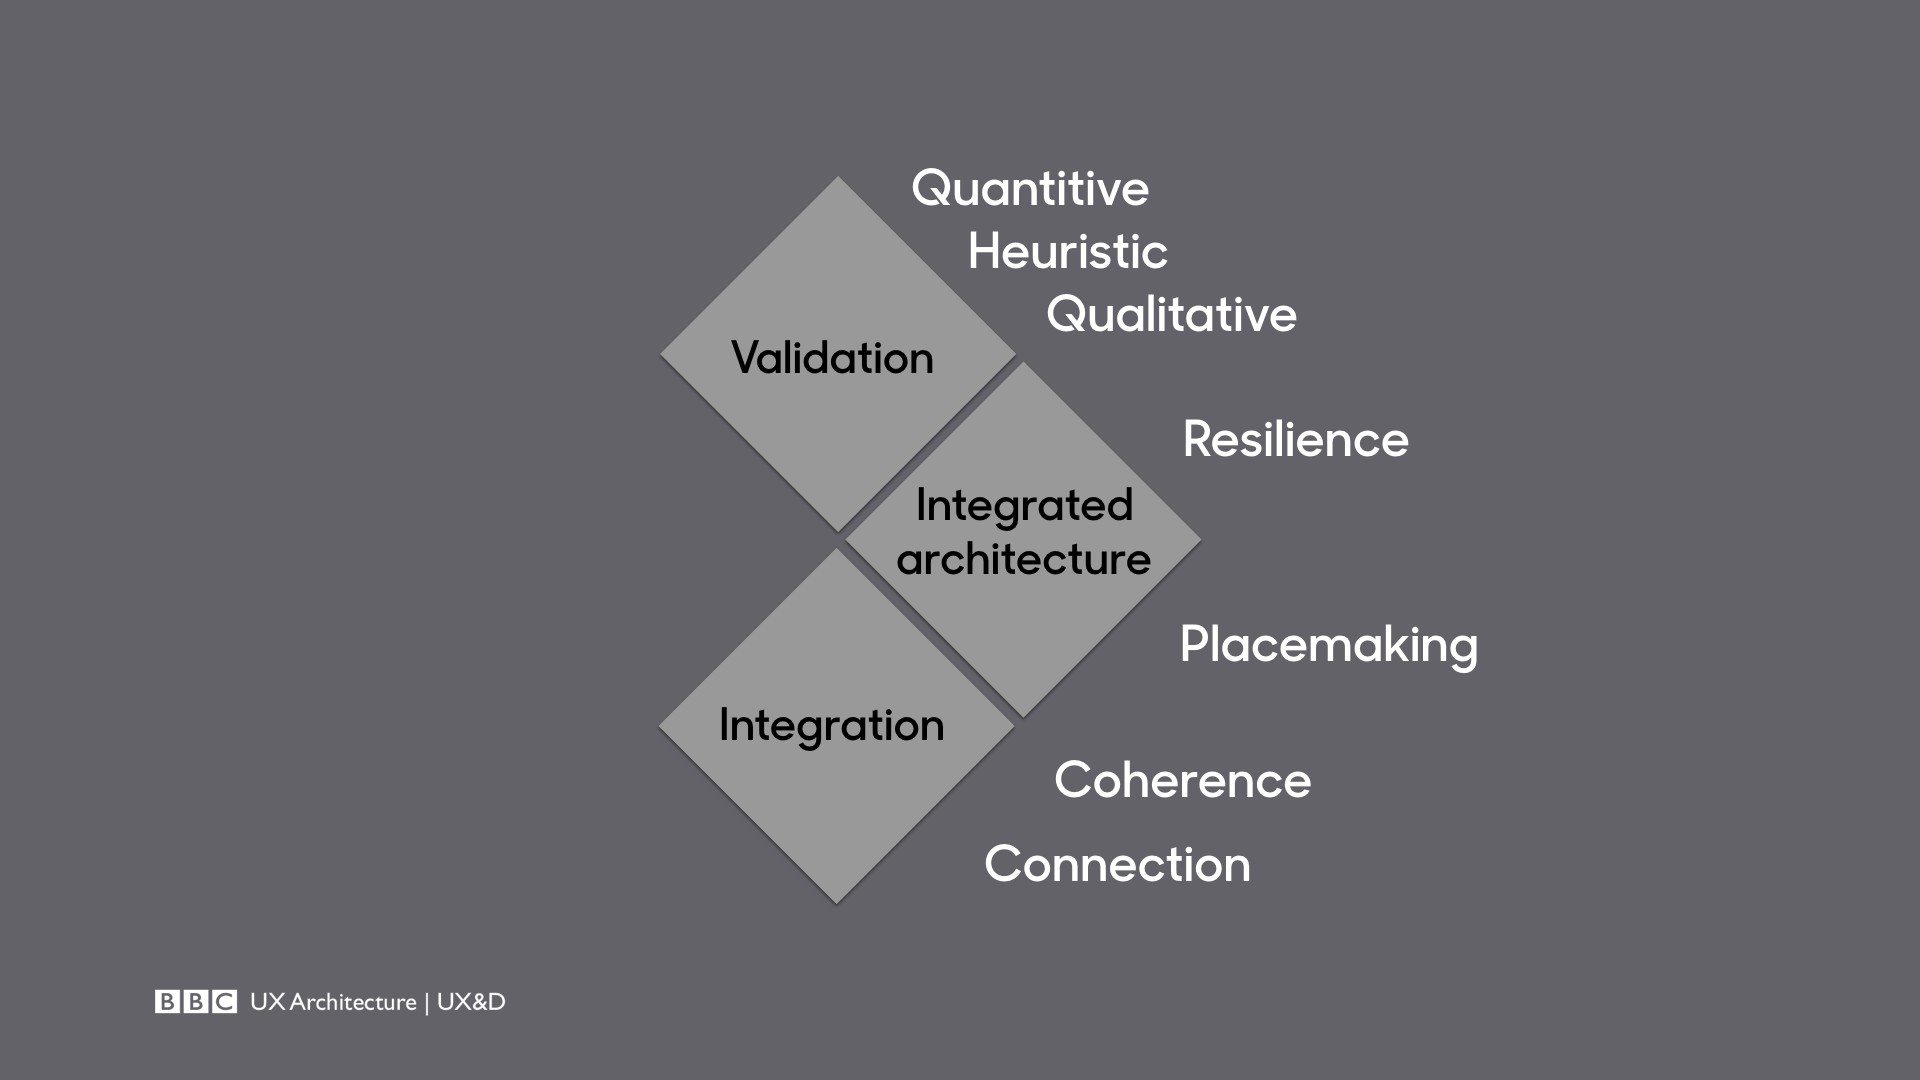 Quantitive
Heuristic
Qualitative
Validation
Resilience
Integrated
architecture
Placemaking
Integration
Coherence
Connection
BBC UX Architecture | UX&D